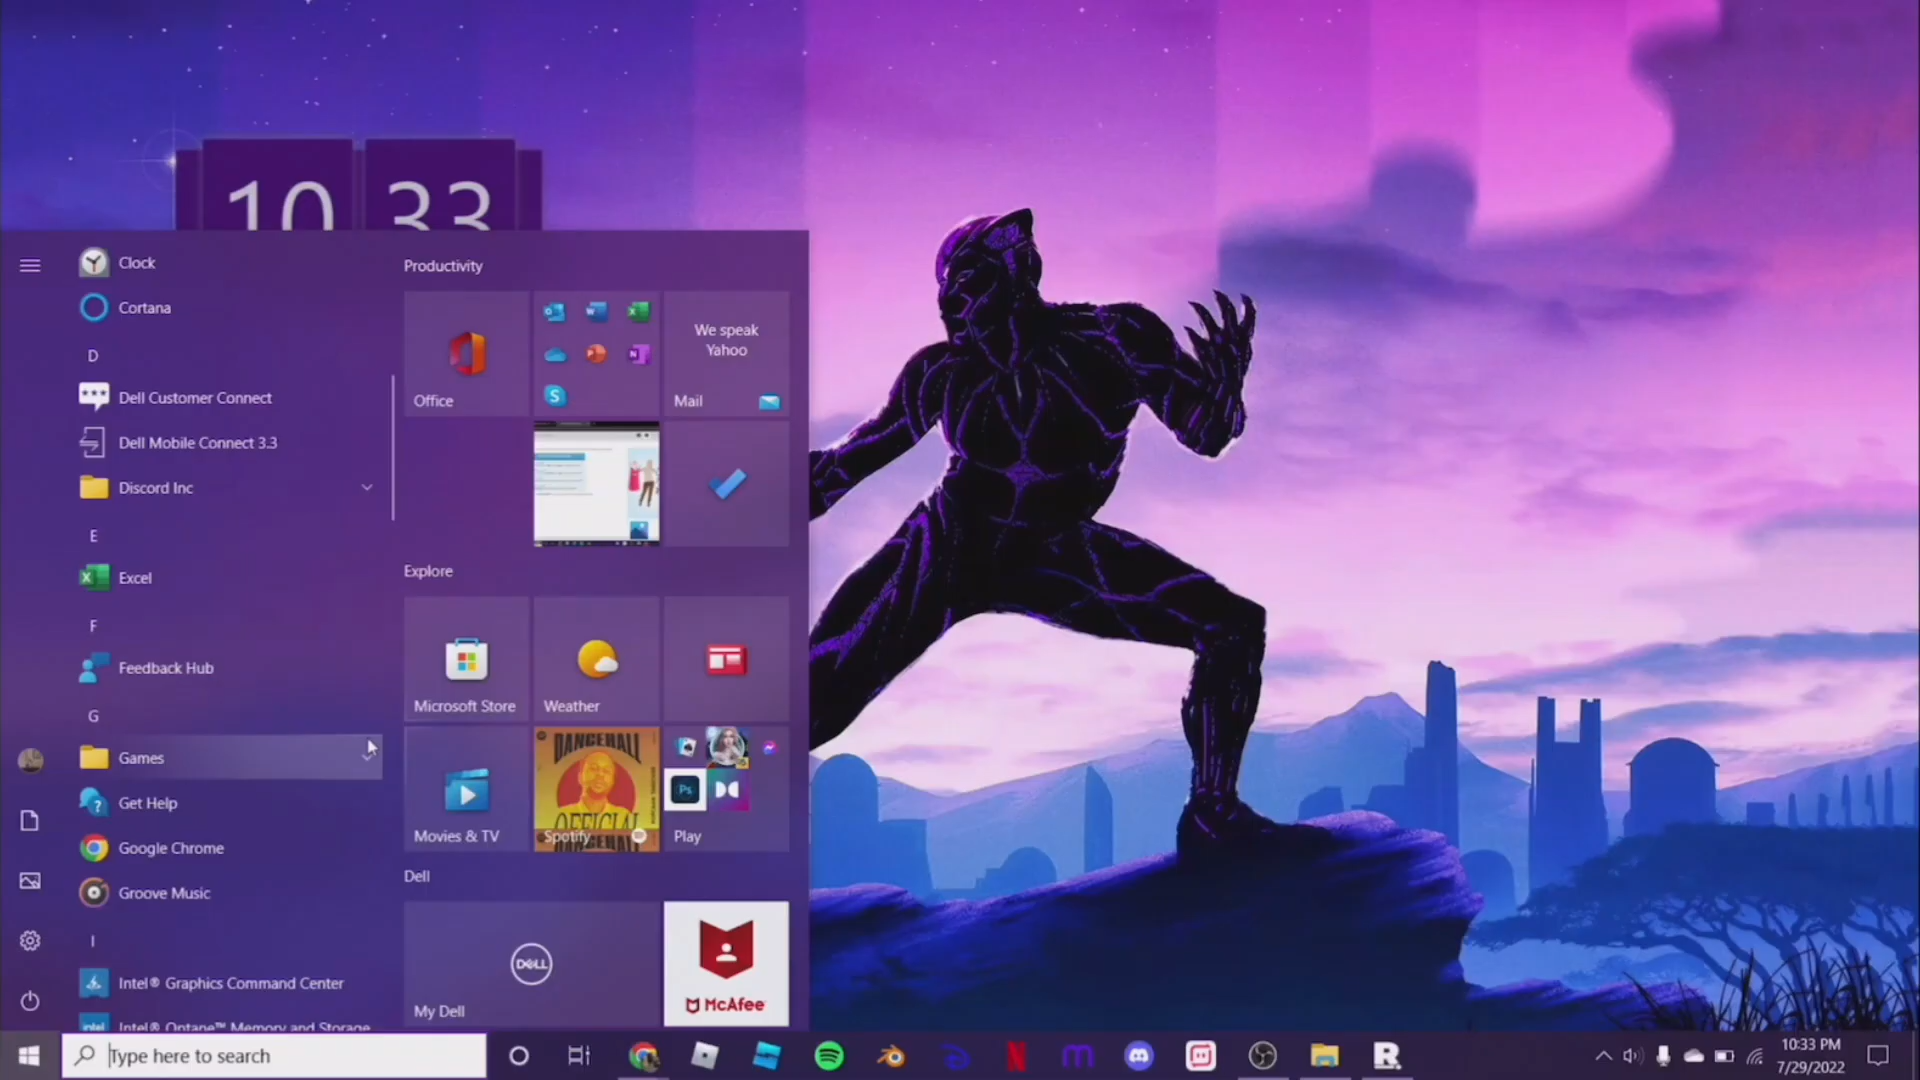 10 33
Clock
Cortana
D
Dell Customer Connect
Dell Mobile Connect 3.3
Discord Inc
E
Excel
F
Feedback Hub
G
Games
Get Help
Google Chrome
Groove Music
I
Intel® Graphics Command Center
Intel® Optane™ Memory and Storage
Productivity
Office
We speak
Yahoo
Mail
Explore
Microsoft Store
Weather
Movies & TV
DANCEHALL
OFFICIAL
DANCEHALL
Spotify
Ps
Play
Dell
DELL
My Dell
McAfee
Type here to search
10:33 PM
7/29/2022